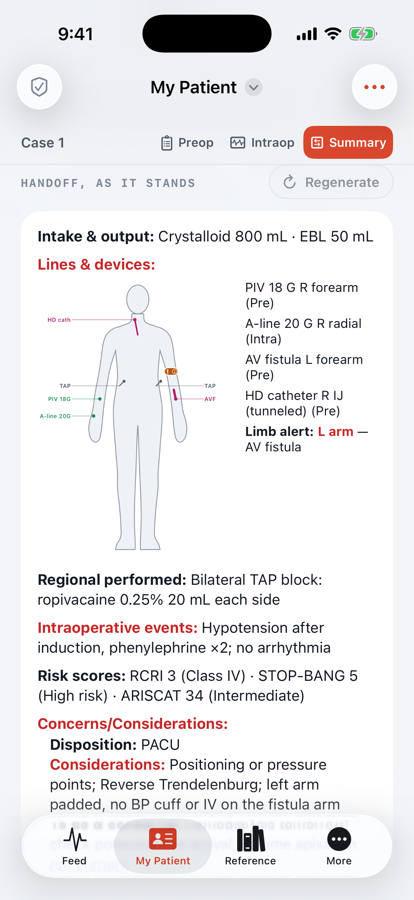 9:41
My Patient
Case 1
Preop
Intraop
Summary
HANDOFF, AS IT STANDS
Regenerate
Intake & output: Crystalloid 800 mL · EBL 50 mL
Lines & devices:
HD cath
TAP
TAP
PIV 18G
AVF
A-line 20G
PIV 18 G R forearm
(Pre)
A-line 20 G R radial
(Intra)
AV fistula L forearm
(Pre)
HD catheter R IJ
(tunneled) (Pre)
Limb alert: L arm —
AV fistula
Regional performed: Bilateral TAP block:
ropivacaine 0.25% 20 mL each side
Intraoperative events: Hypotension after
induction, phenylephrine ×2; no arrhythmia
Risk scores: RCRI 3 (Class IV) · STOP-BANG 5
(High risk) · ARISCAT 34 (Intermediate)
Concerns/Considerations:
Disposition: PACU
Considerations: Positioning or pressure
points; Reverse Trendelenburg; left arm
padded, no BP cuff or IV on the fistula arm
Feed
My Patient
Reference
More